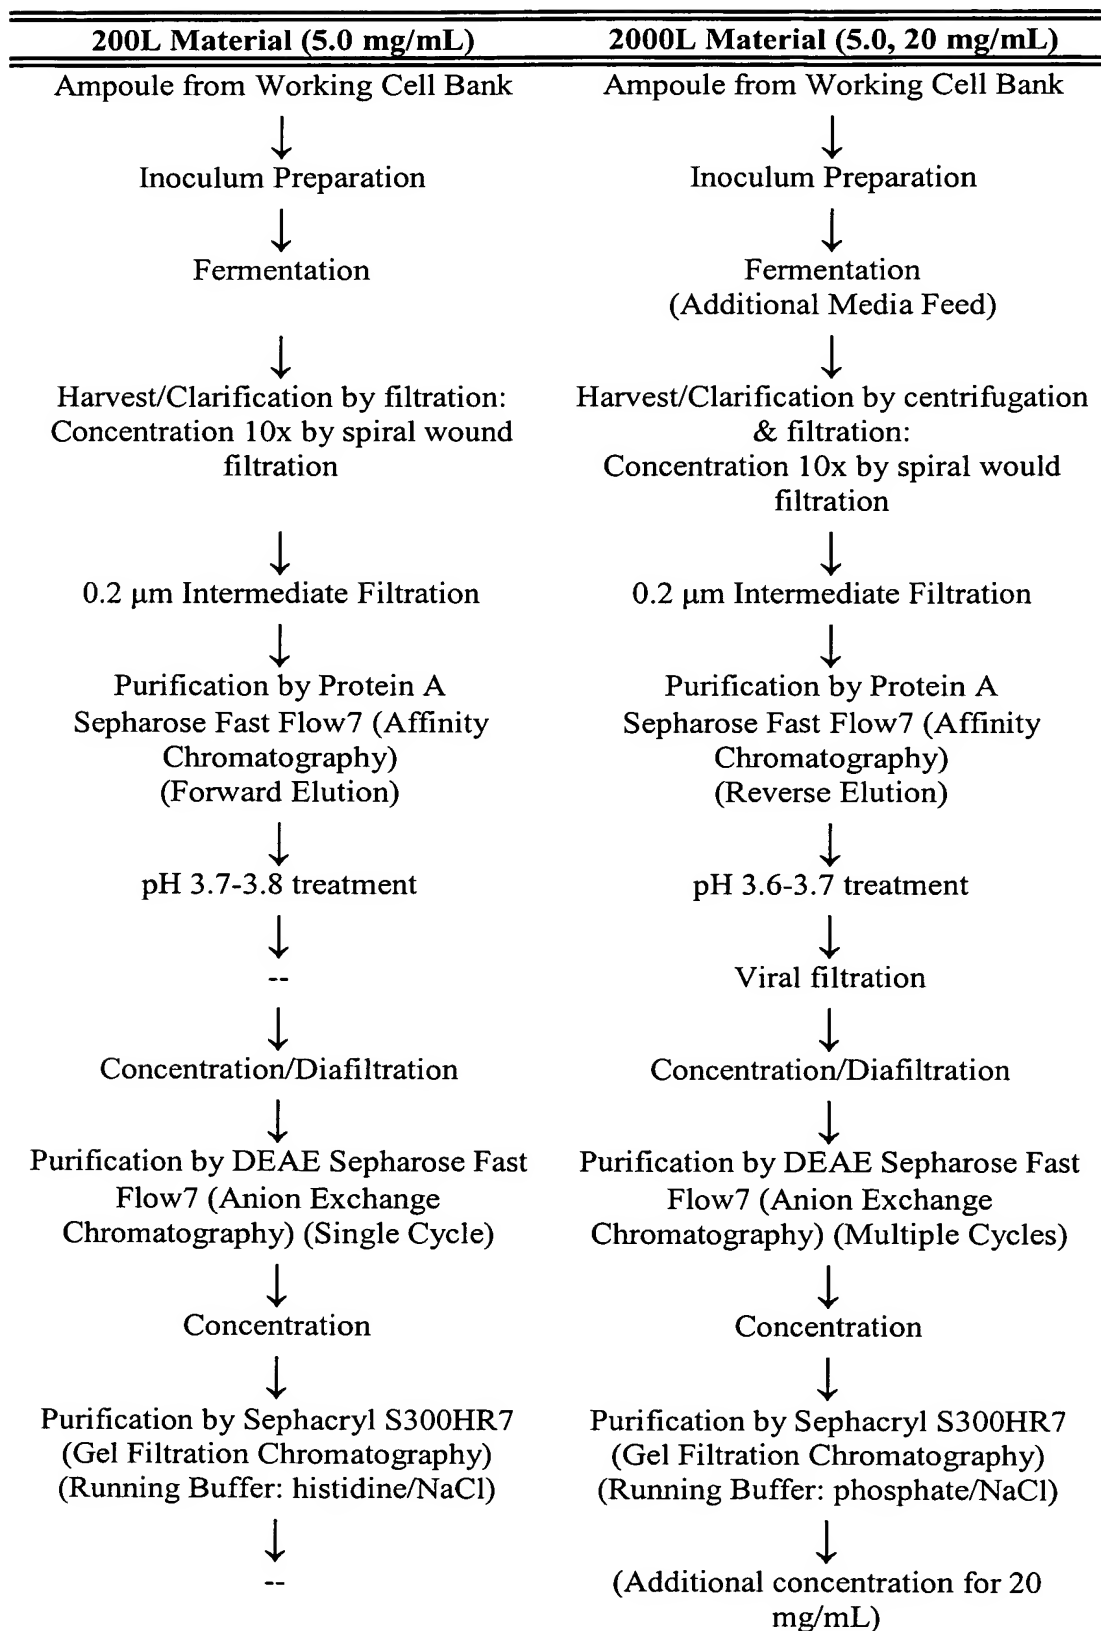 200L Material (5.0 mg/mL) 2000L Material (5.0, 20 mg/mL)
Ampoule from Working Cell Bank Ampoule from Working Cell Bank
↓ ↓
Inoculum Preparation Inoculum Preparation
↓ ↓
Fermentation Fermentation
(Additional Media Feed)
↓ ↓
Harvest/Clarification by filtration: Harvest/Clarification by centrifugation
Concentration 10x by spiral wound & filtration:
filtration Concentration 10x by spiral would
filtration
↓ ↓
0.2 μm Intermediate Filtration 0.2 μm Intermediate Filtration
↓ ↓
Purification by Protein A Purification by Protein A
Sepharose Fast Flow7 (Affinity Sepharose Fast Flow7 (Affinity
Chromatography) Chromatography)
(Forward Elution) (Reverse Elution)
↓ ↓
pH 3.7-3.8 treatment pH 3.6-3.7 treatment
↓ ↓
-- Viral filtration
↓ ↓
Concentration/Diafiltration Concentration/Diafiltration
↓ ↓
Purification by DEAE Sepharose Fast Purification by DEAE Sepharose Fast
Flow7 (Anion Exchange Flow7 (Anion Exchange
Chromatography) (Single Cycle) Chromatography) (Multiple Cycles)
↓ ↓
Concentration Concentration
↓ ↓
Purification by Sephacryl S300HR7 Purification by Sephacryl S300HR7
(Gel Filtration Chromatography) (Gel Filtration Chromatography)
(Running Buffer: histidine/NaCl) (Running Buffer: phosphate/NaCl)
↓ ↓
-- (Additional concentration for 20
mg/mL)